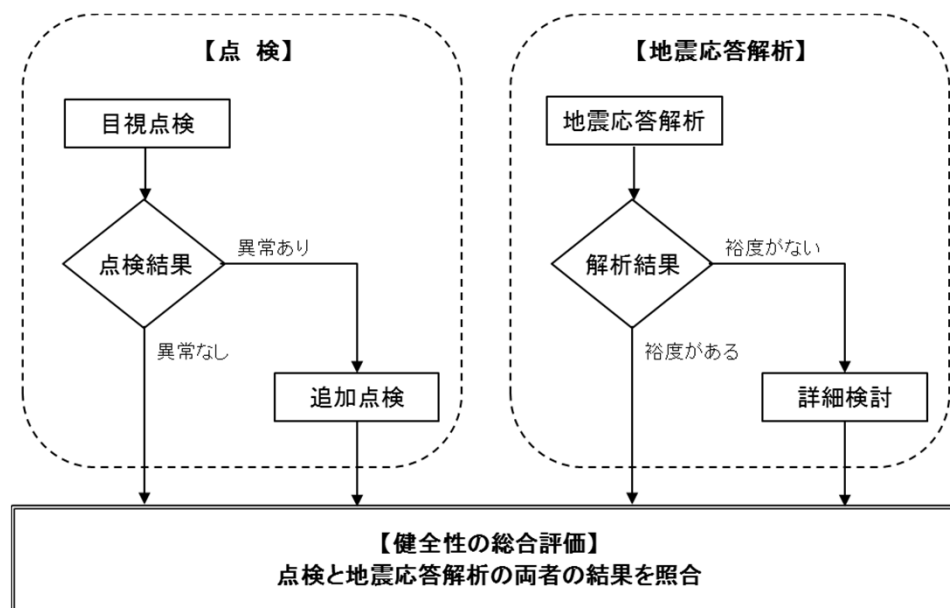 【点 検】
目視点検
点検結果
異常あり
異常なし
追加点検
【地震応答解析】
地震応答解析
解析結果
裕度がない
裕度がある
詳細検討
【健全性の総合評価】
点検と地震応答解析の両者の結果を照合